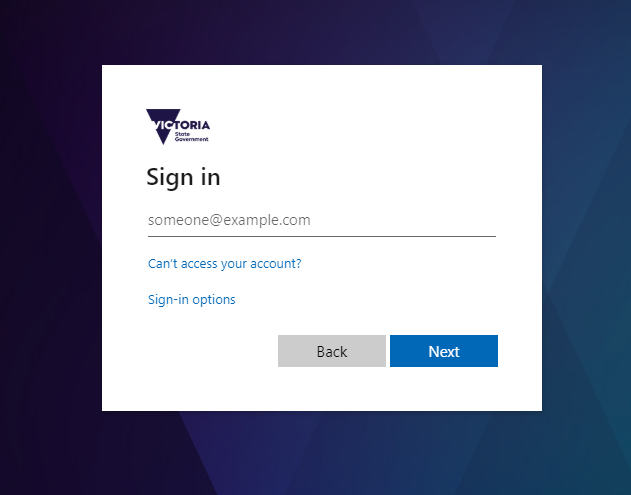 VICTORIA
State
Government
Sign in
someone@example.com
Can't access your account?
Sign-in options
Back
Next